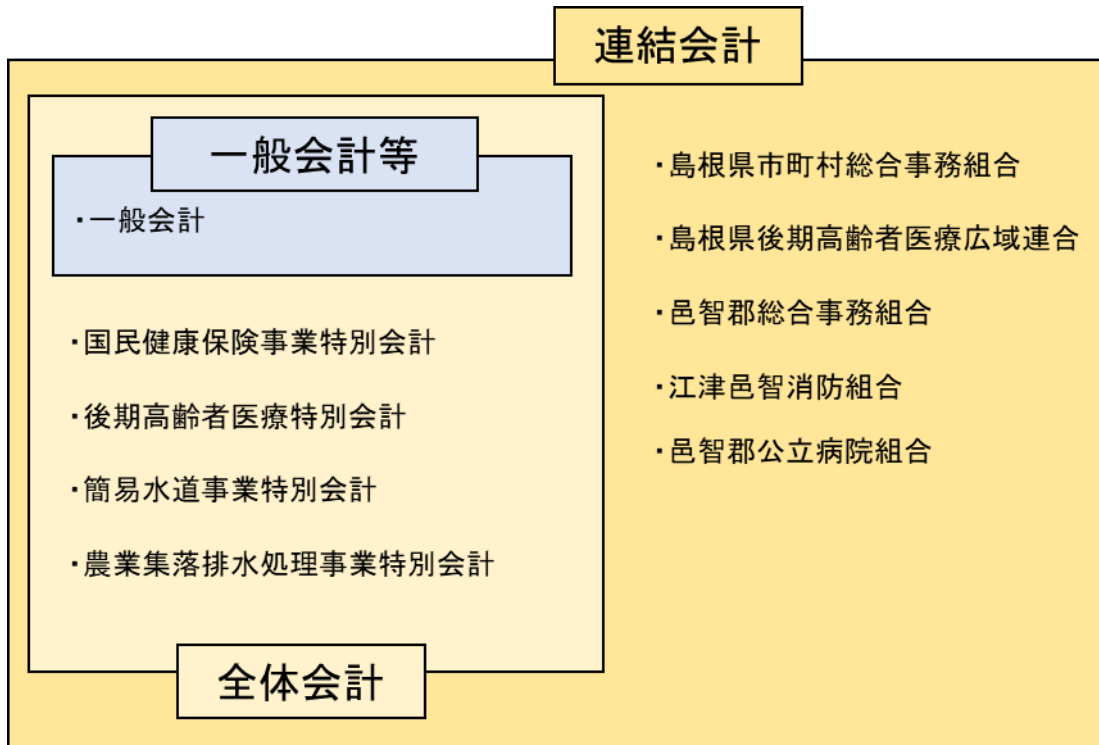 連結会計
一般会計等
・一般会計
・国民健康保険事業特別会計
・後期高齢者医療特別会計
・簡易水道事業特別会計
・農業集落排水処理事業特別会計
全体会計
・島根県市町村総合事務組合
・島根県後期高齢者医療広域連合
・邑智郡総合事務組合
・江津邑智消防組合
・邑智郡公立病院組合